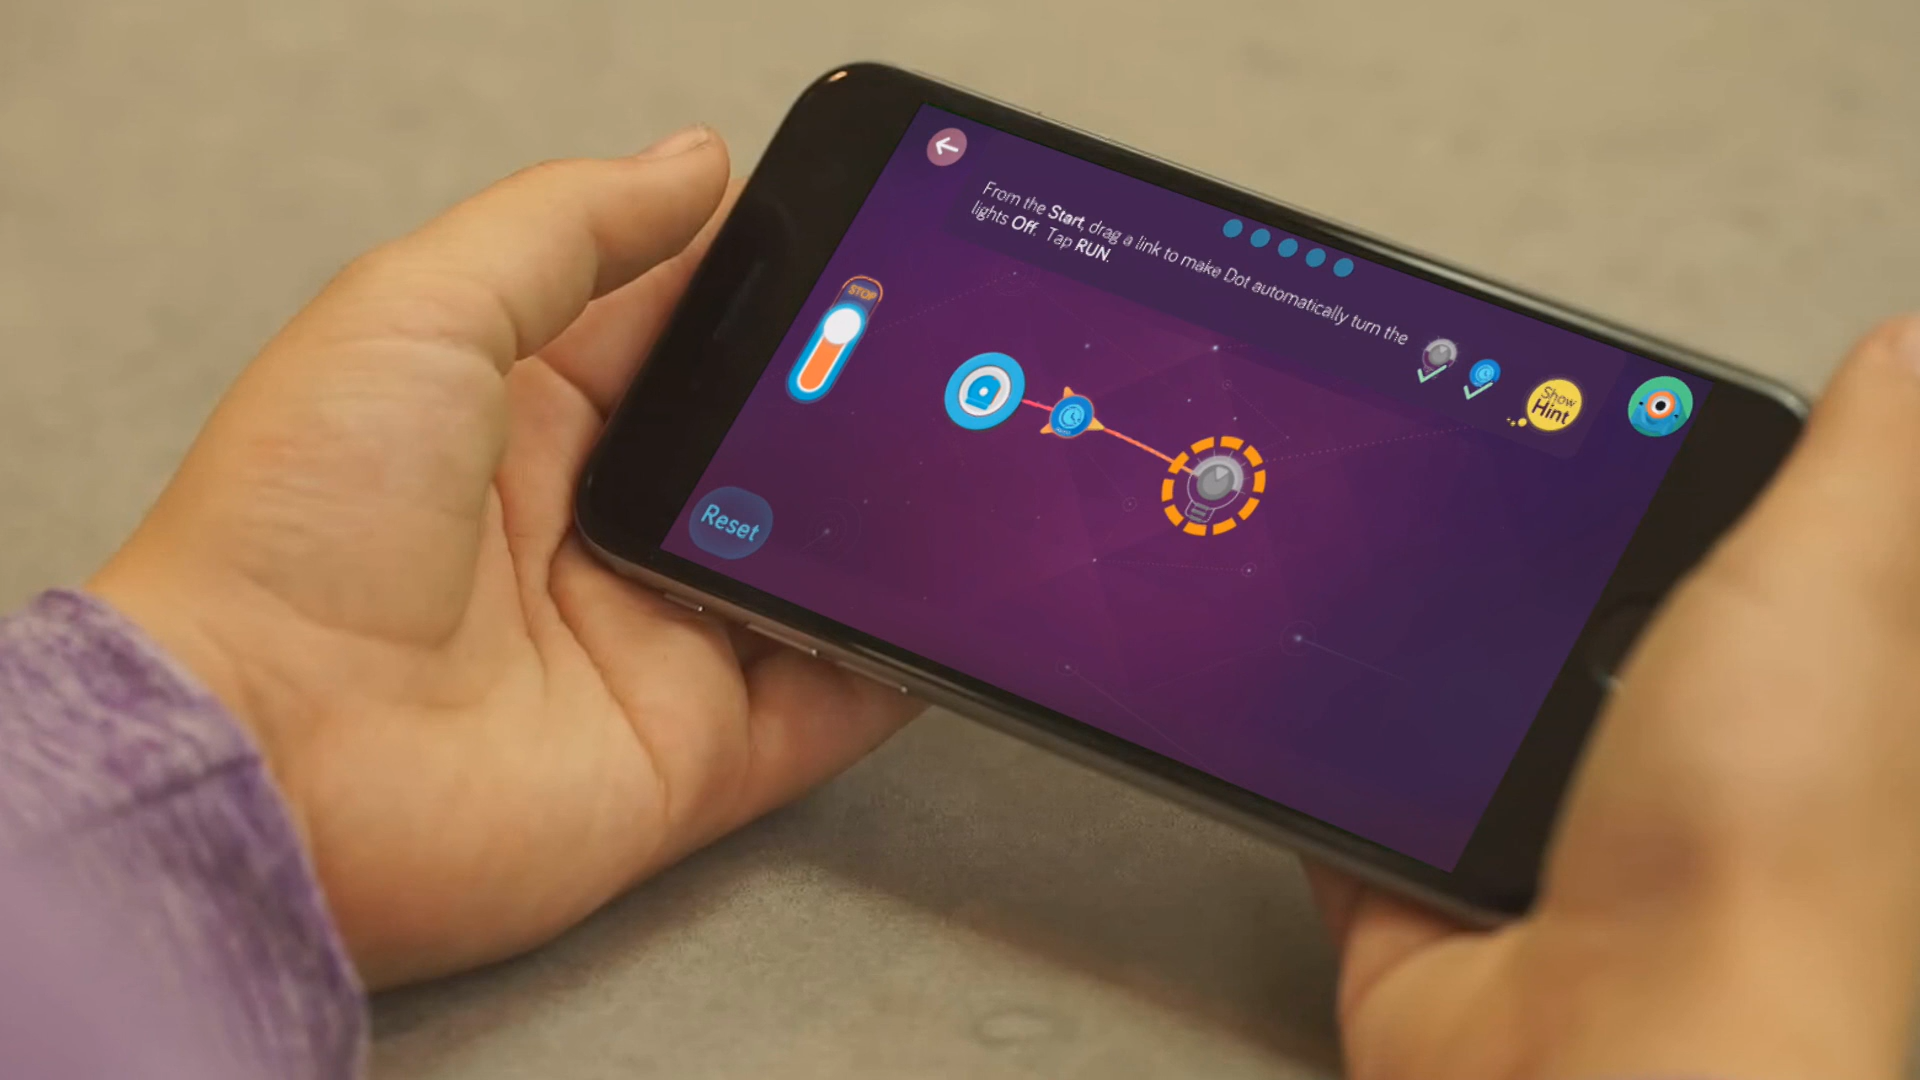 From the Start, drag a link to make Dot automatically turn the
lights Off. Tap RUN.
STOP
Show
Hint
AUTO
Reset